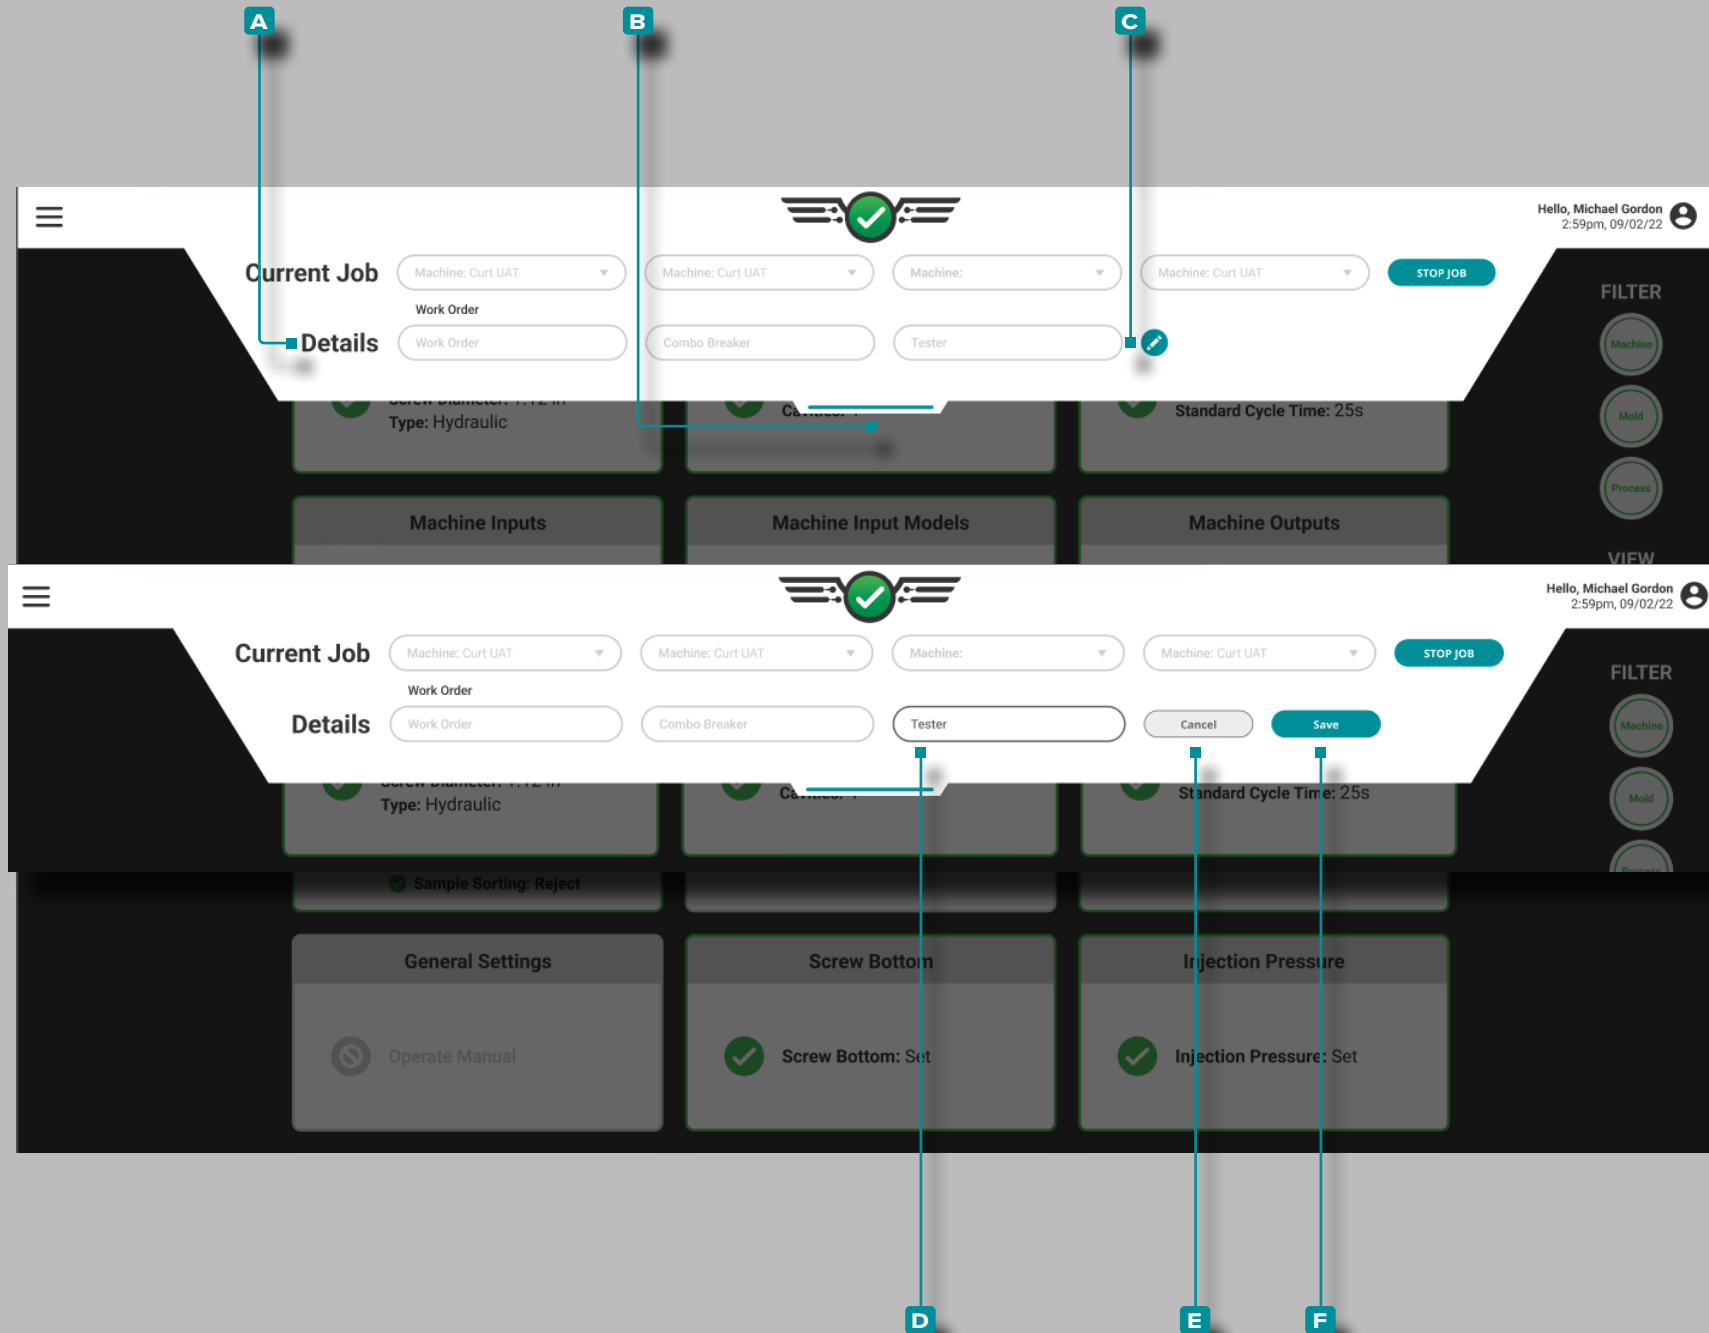 A B C
Hello, Michael Gordon
2:59pm, 09/02/22
Current Job Machine: Curt UAT Machine: Curt UAT Machine: Machine: Curt UAT STOP JOB
Work Order
Details Work Order Combo Breaker Tester
FILTER
Machine
Mold
Process
VIEW
Type: Hydraulic
Standard Cycle Time: 25s
Machine Inputs Machine Input Models Machine Outputs
Hello, Michael Gordon
2:59pm, 09/02/22
Current Job Machine: Curt UAT Machine: Curt UAT Machine: Machine: Curt UAT STOP JOB
Work Order
Details Work Order Combo Breaker Tester Cancel Save
FILTER
Machine
Mold
Process
Type: Hydraulic
Standard Cycle Time: 25s
Sample Sorting: Reject
General Settings Screw Bottom Injection Pressure
Operate Manual Screw Bottom: Set Injection Pressure: Set
D E F